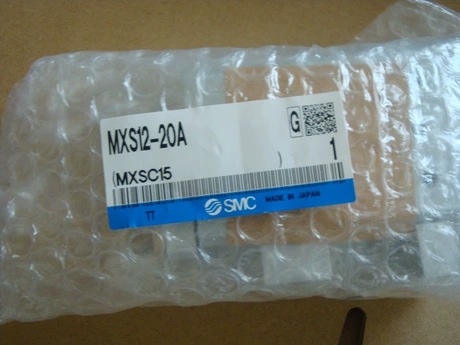 MXS12-20A
G
(MXSC15 )
1
TT
SMC MADE IN JAPAN